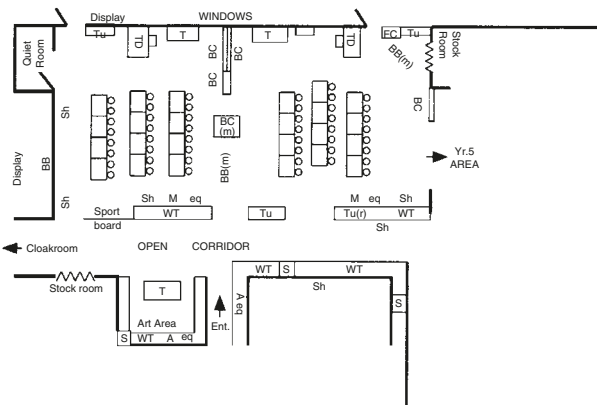 Display
WINDOWS
Tu
TD
T
BC
BC
BC
T
TD
FC
Tu
BB(m)
Stock
Room
Quiet
Room
Sh
BC
(m)
BC
Display
BB
BB(m)
Yr.5
AREA
Sh
Sh M eq
M eq Sh
Sport
board
WT
Tu
Tu(r) WT
Sh
Cloakroom
OPEN CORRIDOR
Stock room
T
WT
S
WT
Sh
A eq
S
Art Area
Ent.
S
WT A eq